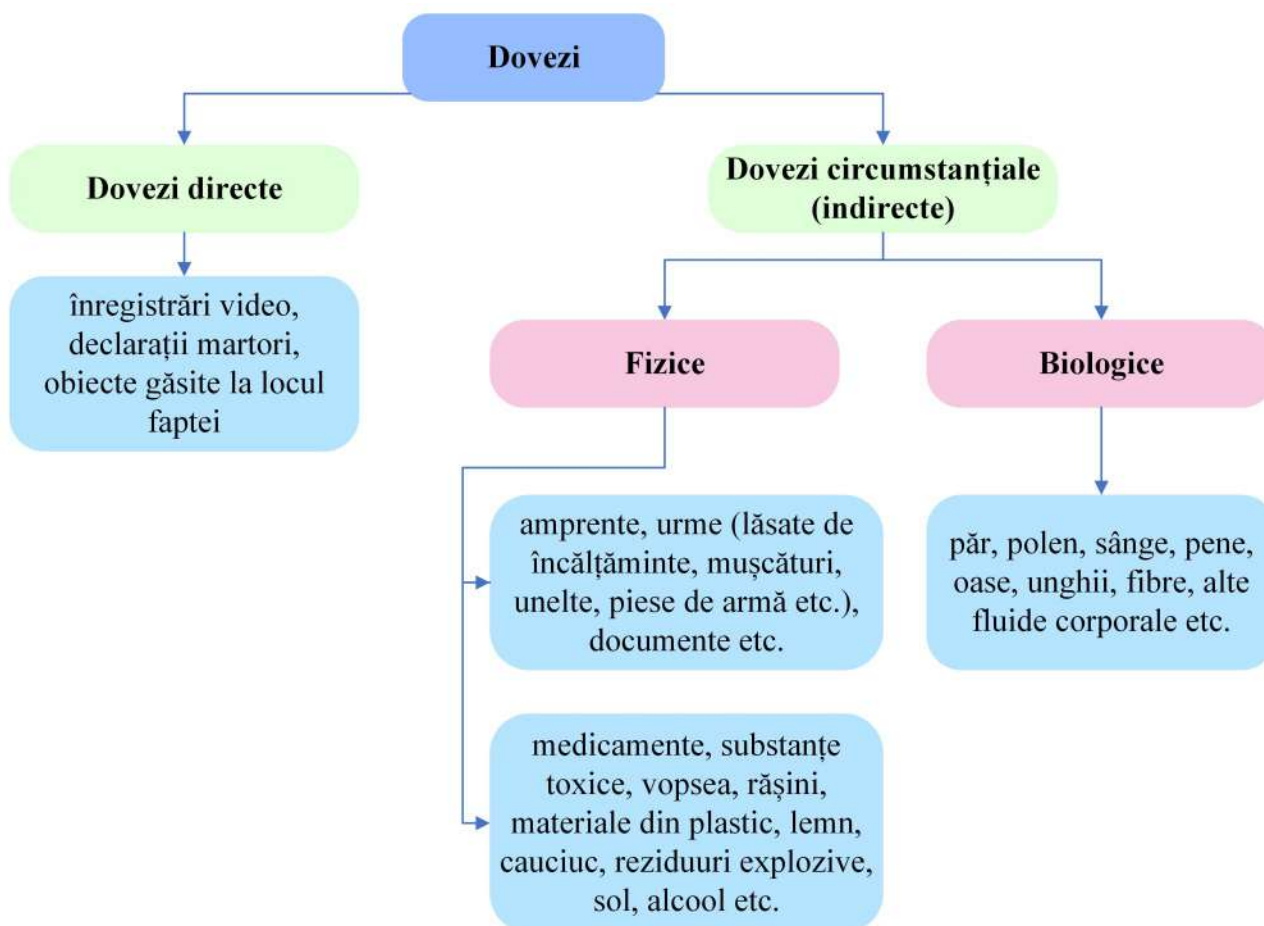 Dovezi
Dovezi directe
Dovezi circumstanțiale
(indirecte)
înregistrări video,
declarații martori,
obiecte găsite la locul
faptei
Fizice
Biologice
amprente, urme (lăsate de
încălțăminte, mușcături,
unelte, piese de armă etc.),
documente etc.
păr, polen, sânge, pene,
oase, unghii, fibre, alte
fluide corporale etc.
medicamente, substanțe
toxice, vopsea, rășini,
materiale din plastic, lemn,
cauciuc, reziduuri explozive,
sol, alcool etc.